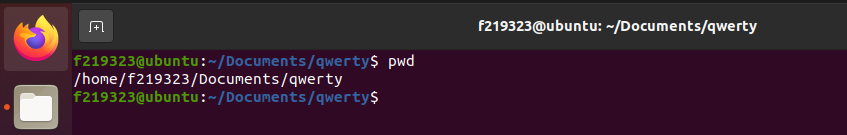 f219323@ubuntu: ~/Documents/qwerty
f219323@ubuntu:~/Documents/qwerty$ pwd
/home/f219323/Documents/qwerty
f219323@ubuntu:~/Documents/qwerty$